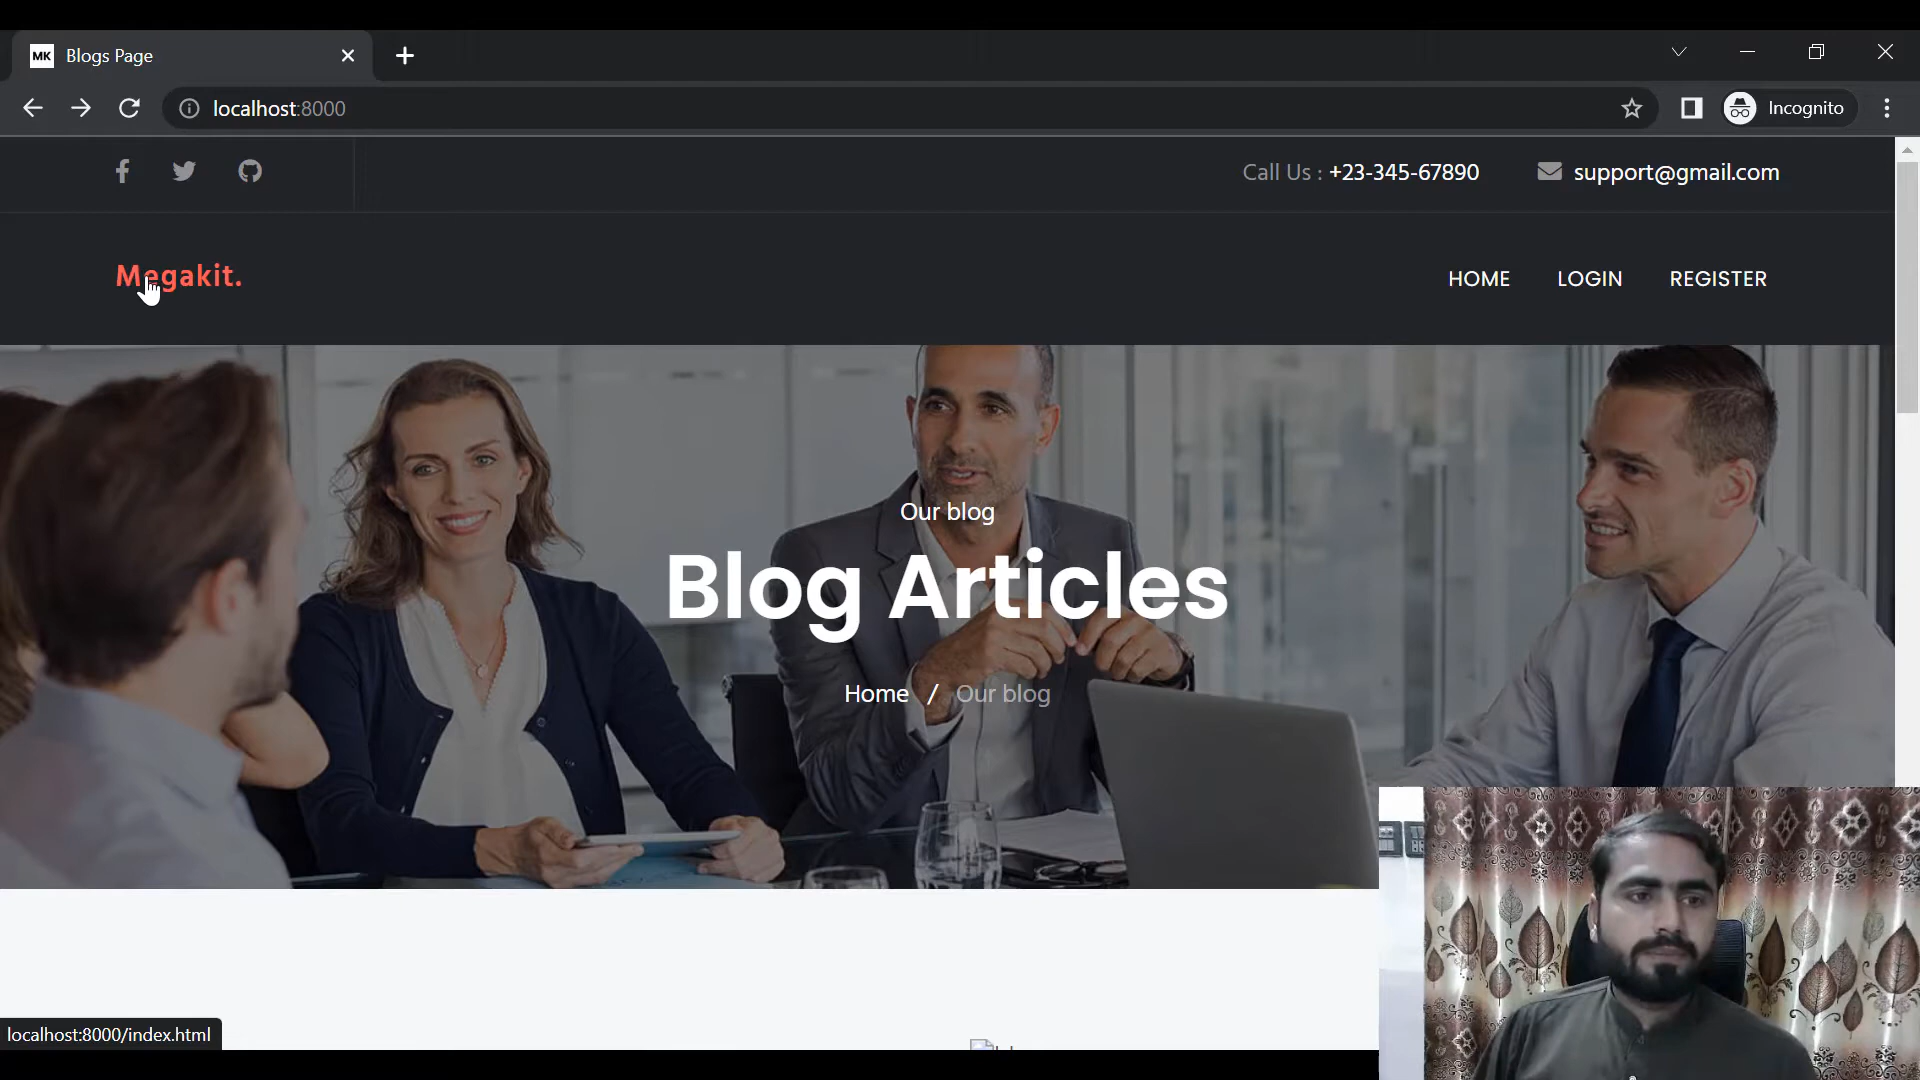 MK Blogs Page
localhost:8000
Incognito
Call Us : +23-345-67890
support@gmail.com
Megakit.
HOME
LOGIN
REGISTER
Our blog
Blog Articles
Home / Our blog
localhost:8000/index.html